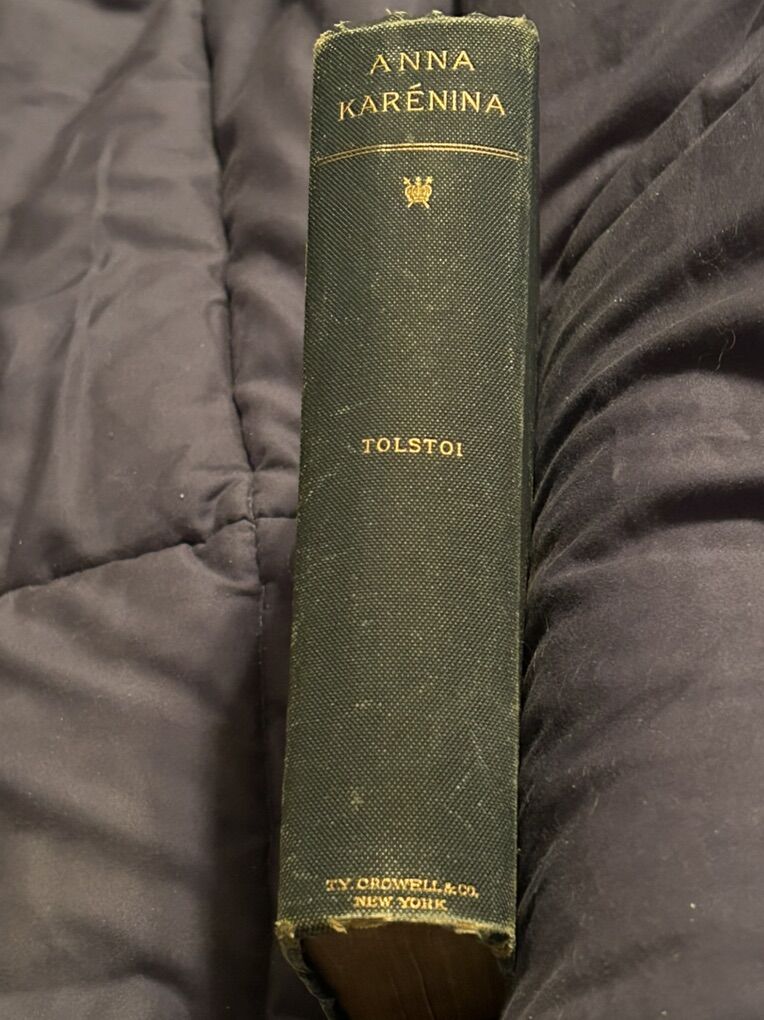 ANNA
KARÉNINA
TOLSTOI
T.Y. CROWELL & CO.
NEW YORK